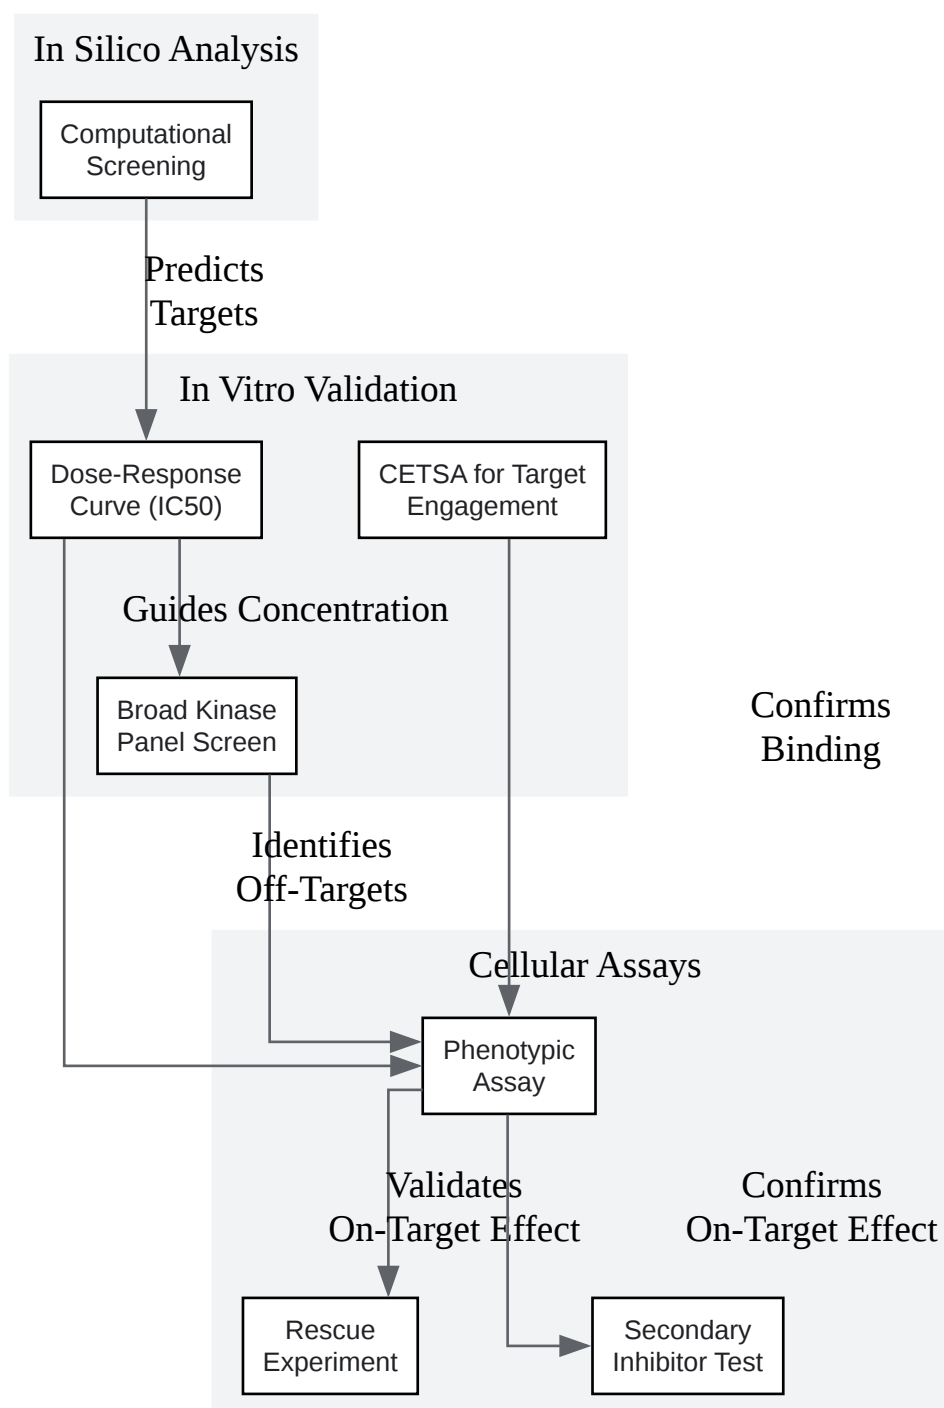 In Silico Analysis
Computational
Screening
Predicts
Targets
In Vitro Validation
Dose-Response
Curve (IC50)
CETSA for Target
Engagement
Guides Concentration
Broad Kinase
Panel Screen
Confirms
Binding
Identifies
Off-Targets
Cellular Assays
Phenotypic
Assay
Validates
On-Target Effect
Confirms
On-Target Effect
Rescue
Experiment
Secondary
Inhibitor Test